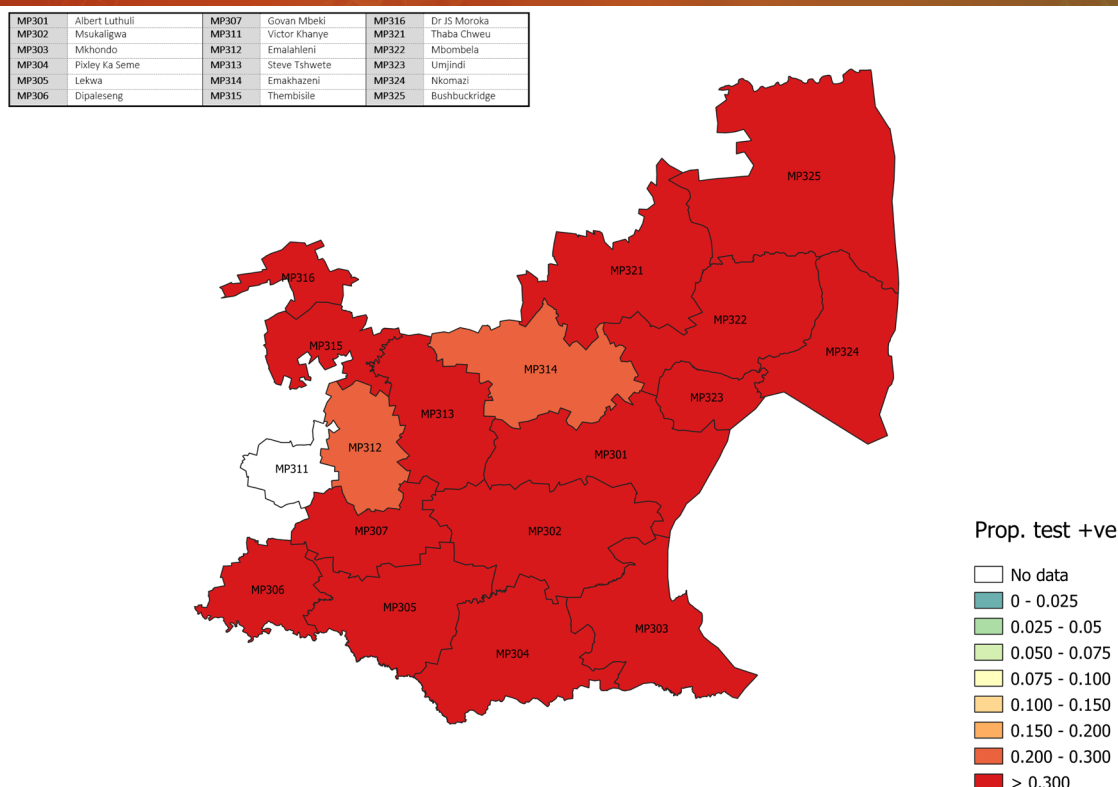 MP301 Albert Luthuli MP307 Govan Mbeki MP316 Dr JS Moroka
MP302 Msukaligwa MP311 Victor Khanye MP321 Thaba Chweu
MP303 Mkhondo MP312 Emalahleni MP322 Mbombela
MP304 Pixley Ka Seme MP313 Steve Tshwete MP323 Umjindi
MP305 Lekwa MP314 Emakhazeni MP324 Nkomazi
MP306 Dipaleseng MP315 Thembisile MP325 Bushbuckridge
MP325
MP321
MP316
MP322
MP315
MP324
MP314
MP323
MP313
MP312
MP301
MP311
MP307
MP302
MP306
MP305
MP303
MP304
Prop. test +ve
No data
0 - 0.025
0.025 - 0.05
0.050 - 0.075
0.075 - 0.100
0.100 - 0.150
0.150 - 0.200
0.200 - 0.300
> 0.300